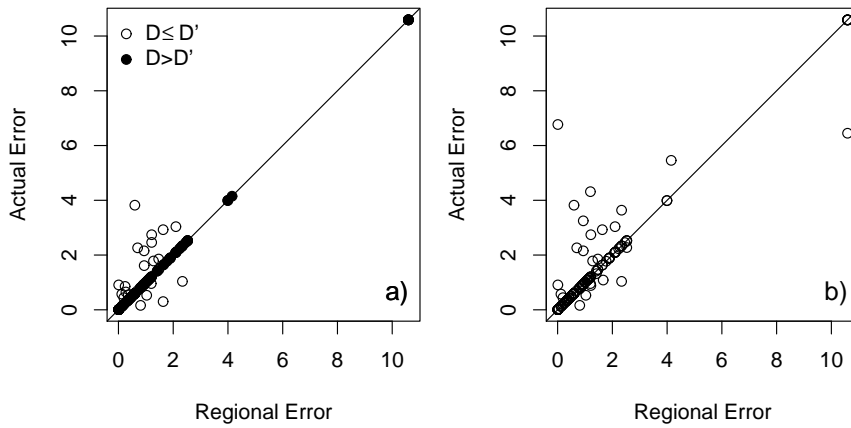 D ≤ D'
D>D'
a)
Actual Error
0 2 4 6 8 10
0 2 4 6 8 10
Regional Error
b)
Actual Error
0 2 4 6 8 10
0 2 4 6 8 10
Regional Error